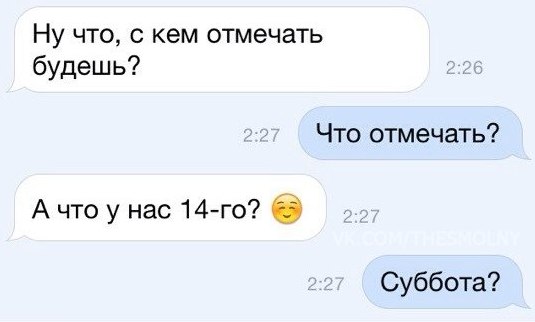 Ну что, с кем отмечать
будешь?
2:26
2:27
Что отмечать?
А что у нас 14-го? ☺️
2:27
VK.COM/THESMOLNY
2:27
Суббота?